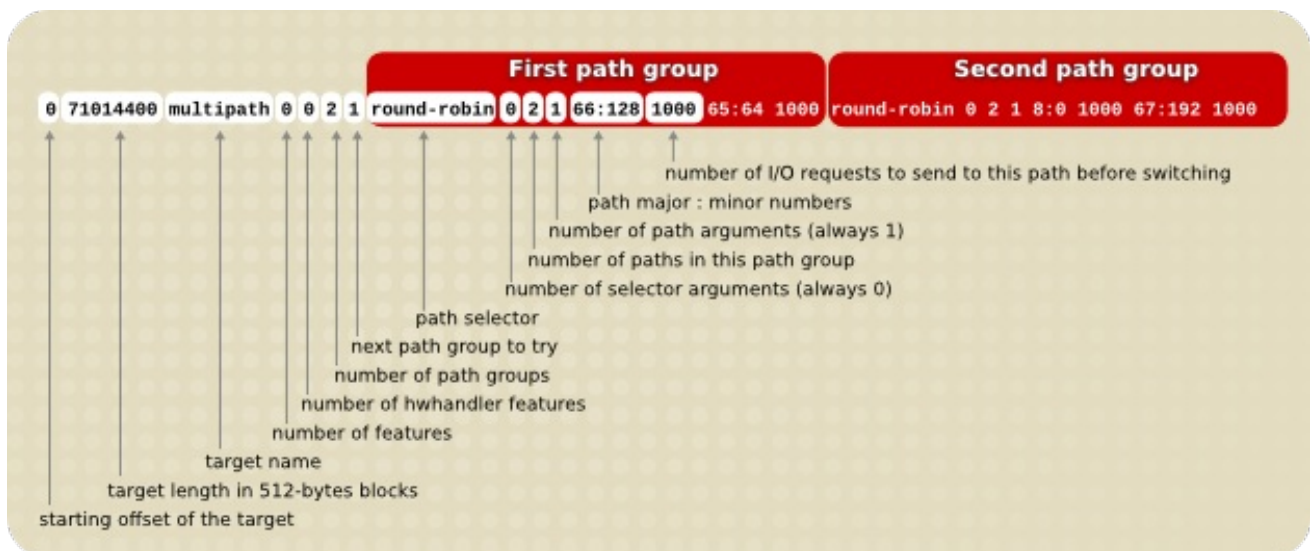 First path group
Second path group
0 71014400 multipath 0 0 2 1 round-robin 0 2 1 66:128 1000 65:64 1000 round-robin 0 2 1 8:0 1000 67:192 1000
number of I/O requests to send to this path before switching
path major : minor numbers
number of path arguments (always 1)
number of paths in this path group
number of selector arguments (always 0)
path selector
next path group to try
number of path groups
number of hwhandler features
number of features
target name
target length in 512-bytes blocks
starting offset of the target